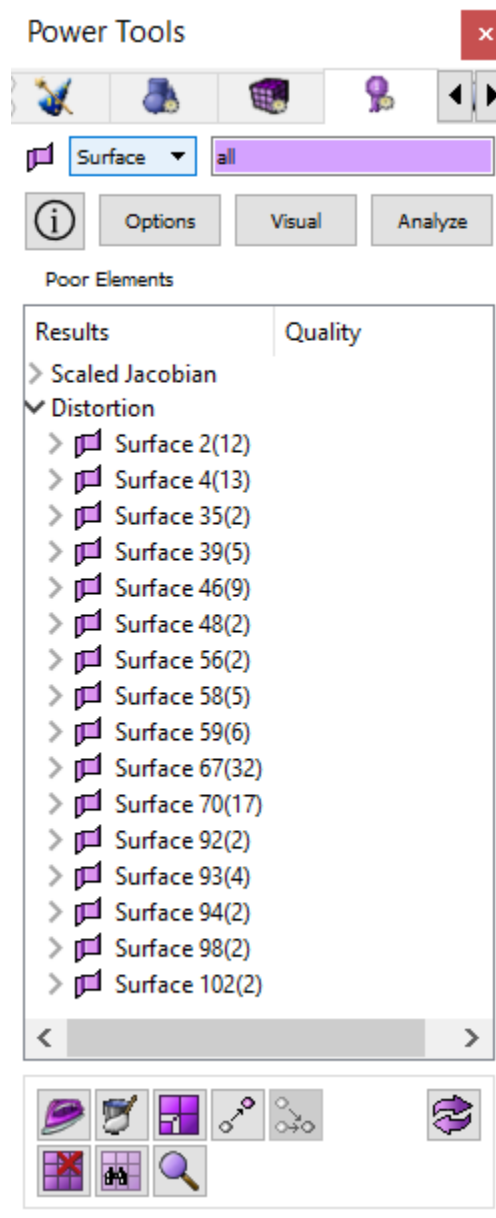 Power Tools
Surface all
Options Visual Analyze
Poor Elements
Results Quality
Scaled Jacobian
Distortion
Surface 2(12)
Surface 4(13)
Surface 35(2)
Surface 39(5)
Surface 46(9)
Surface 48(2)
Surface 56(2)
Surface 58(5)
Surface 59(6)
Surface 67(32)
Surface 70(17)
Surface 92(2)
Surface 93(4)
Surface 94(2)
Surface 98(2)
Surface 102(2)